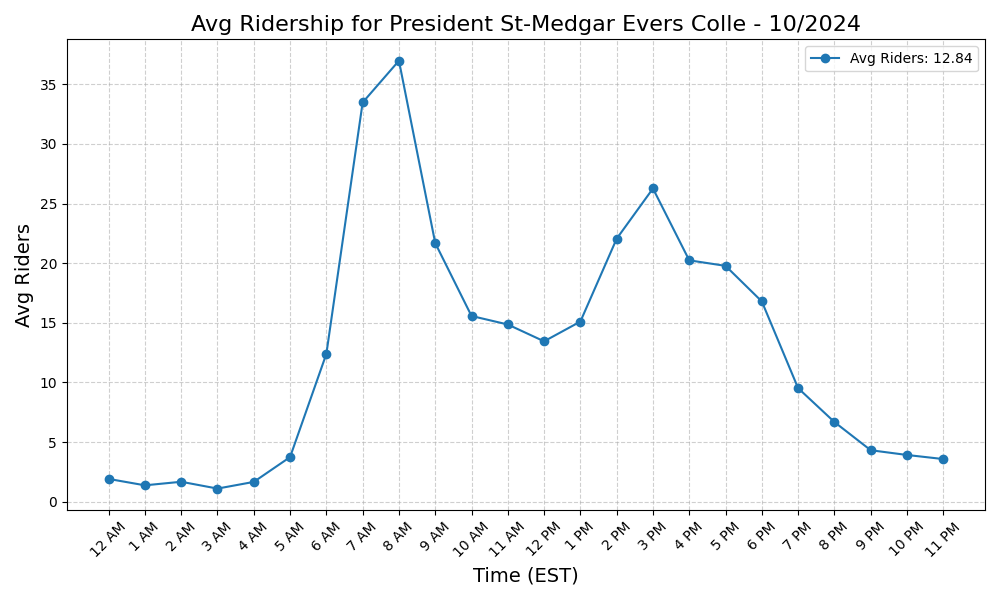 Avg Ridership for President St-Medgar Evers Colle - 10/2024
Avg Riders: 12.84
Avg Riders
35
30
25
20
15
10
5
0
12 AM
1 AM
2 AM
3 AM
4 AM
5 AM
6 AM
7 AM
8 AM
9 AM
10 AM
11 AM
12 PM
1 PM
2 PM
3 PM
4 PM
5 PM
6 PM
7 PM
8 PM
9 PM
10 PM
11 PM
Time (EST)